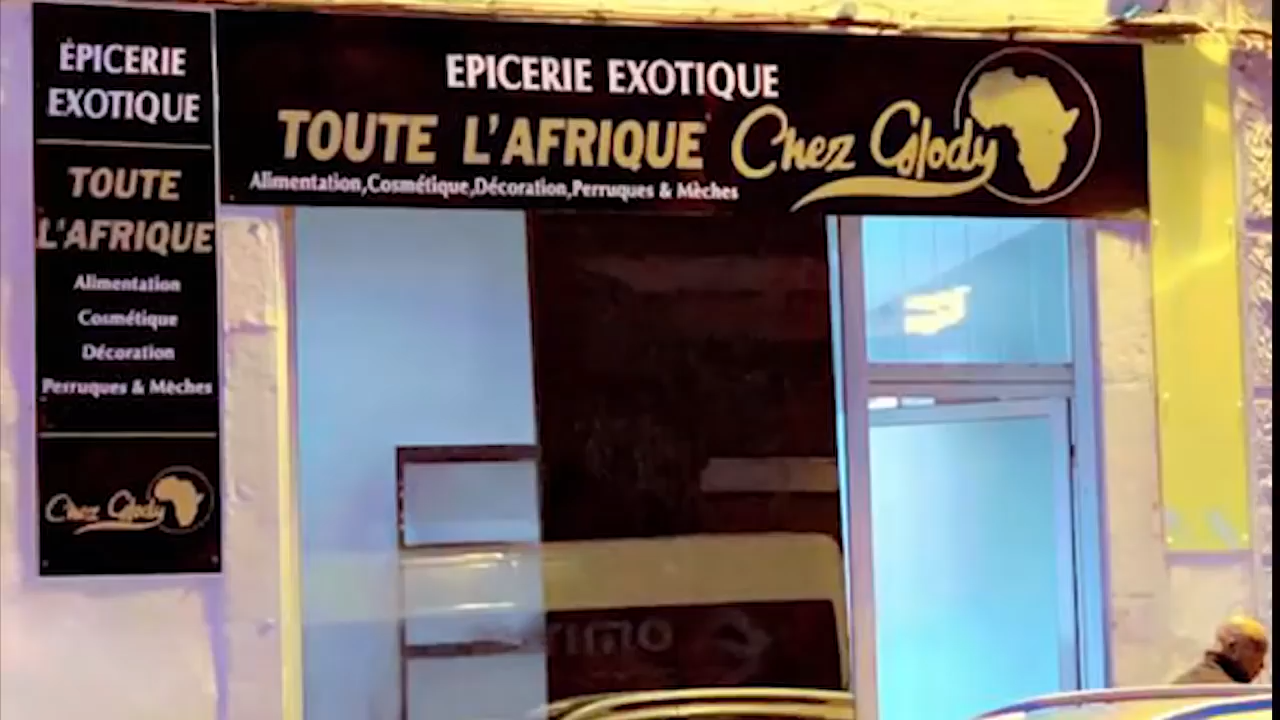 ÉPICERIE
EXOTIQUE
TOUTE
L'AFRIQUE
Alimentation
Cosmétique
Décoration
Perruques & Mèches
Chez Glody
EPICERIE EXOTIQUE
TOUTE L'AFRIQUE Chez Glody
Alimentation,Cosmétique,Décoration,Perruques & Mèches